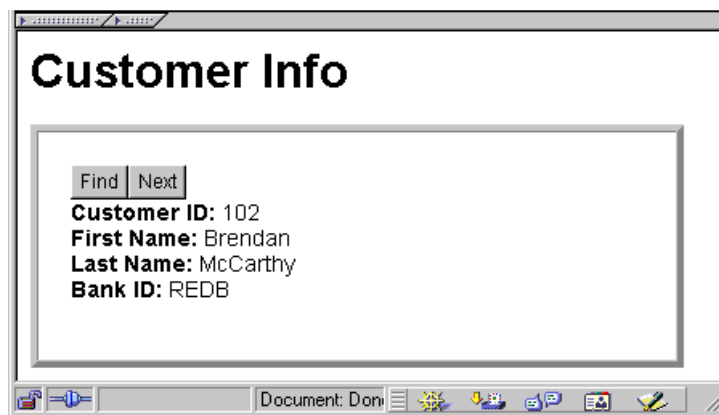 Customer Info
Find Next
Customer ID: 102
First Name: Brendan
Last Name: McCarthy
Bank ID: REDB
Document: Don